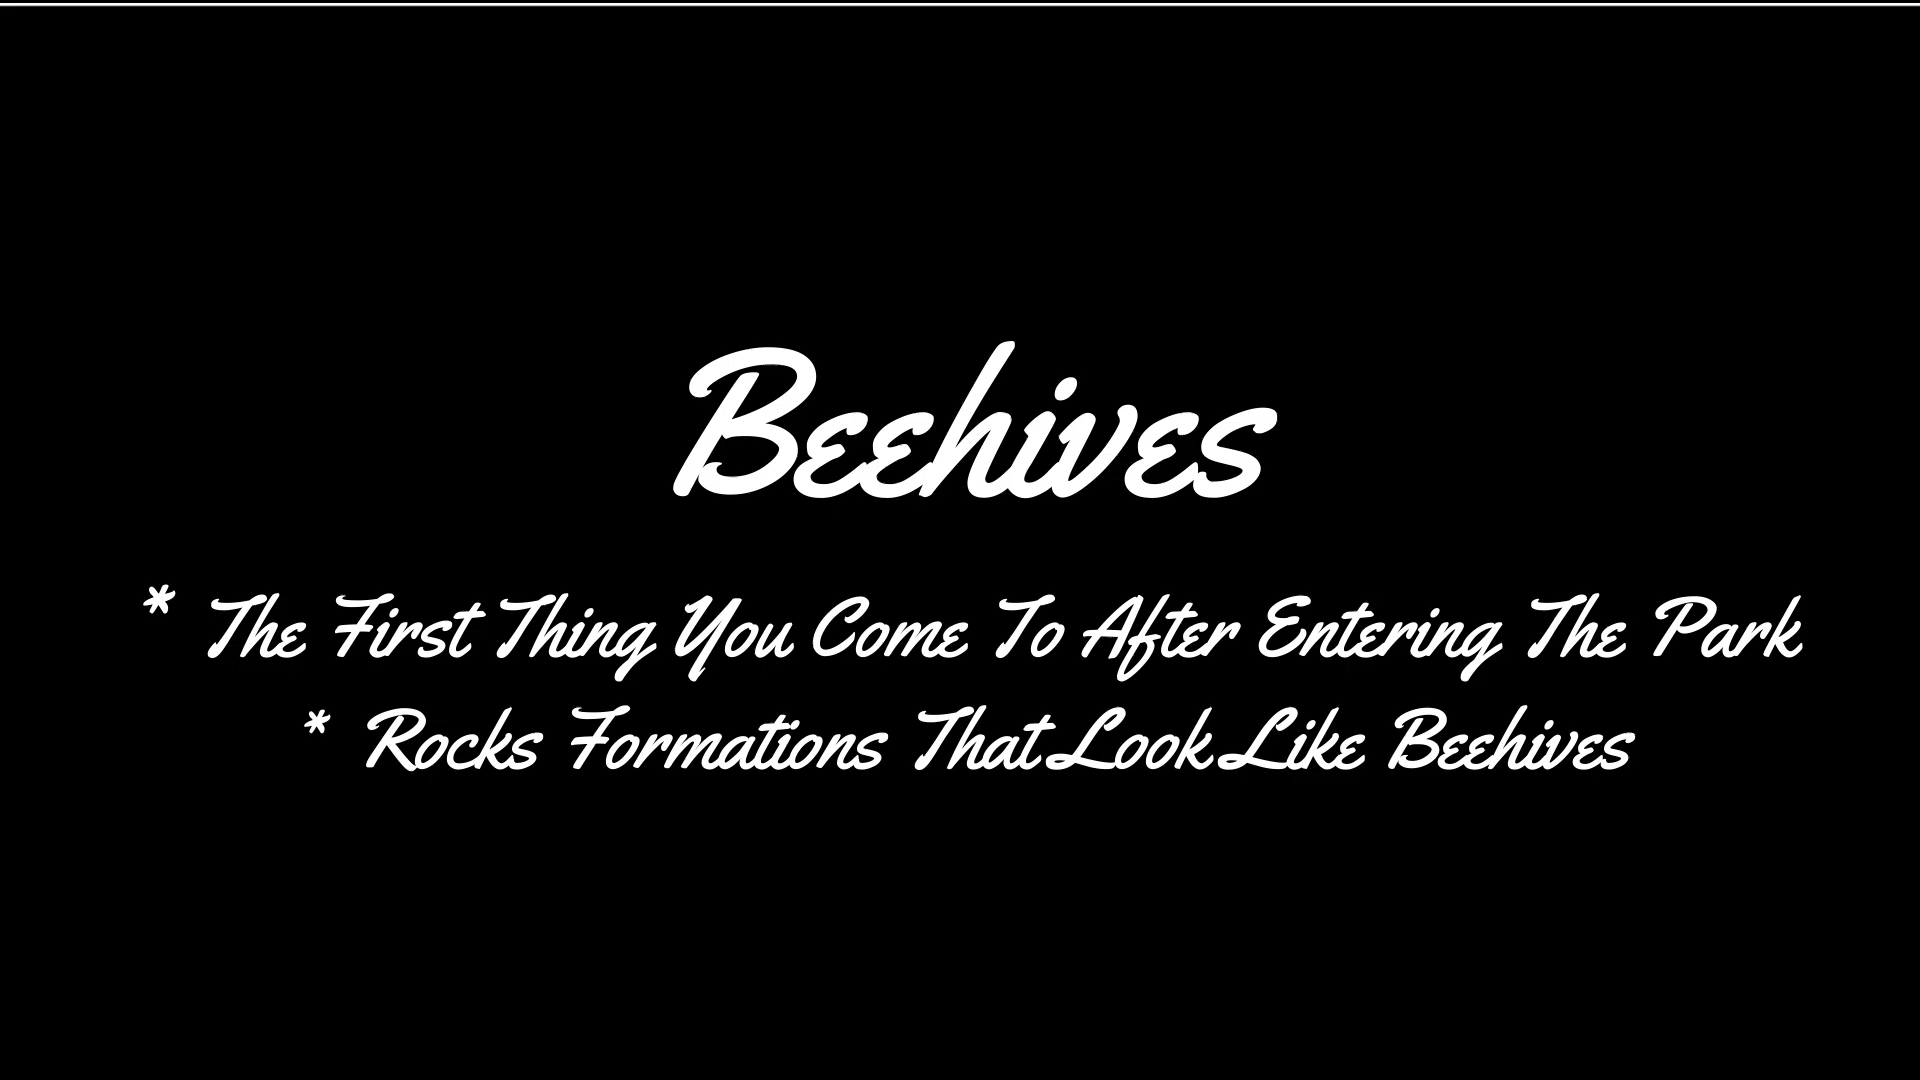 Beehives
* The First Thing You Come To After Entering The Park
* Rocks Formations That Look Like Beehives